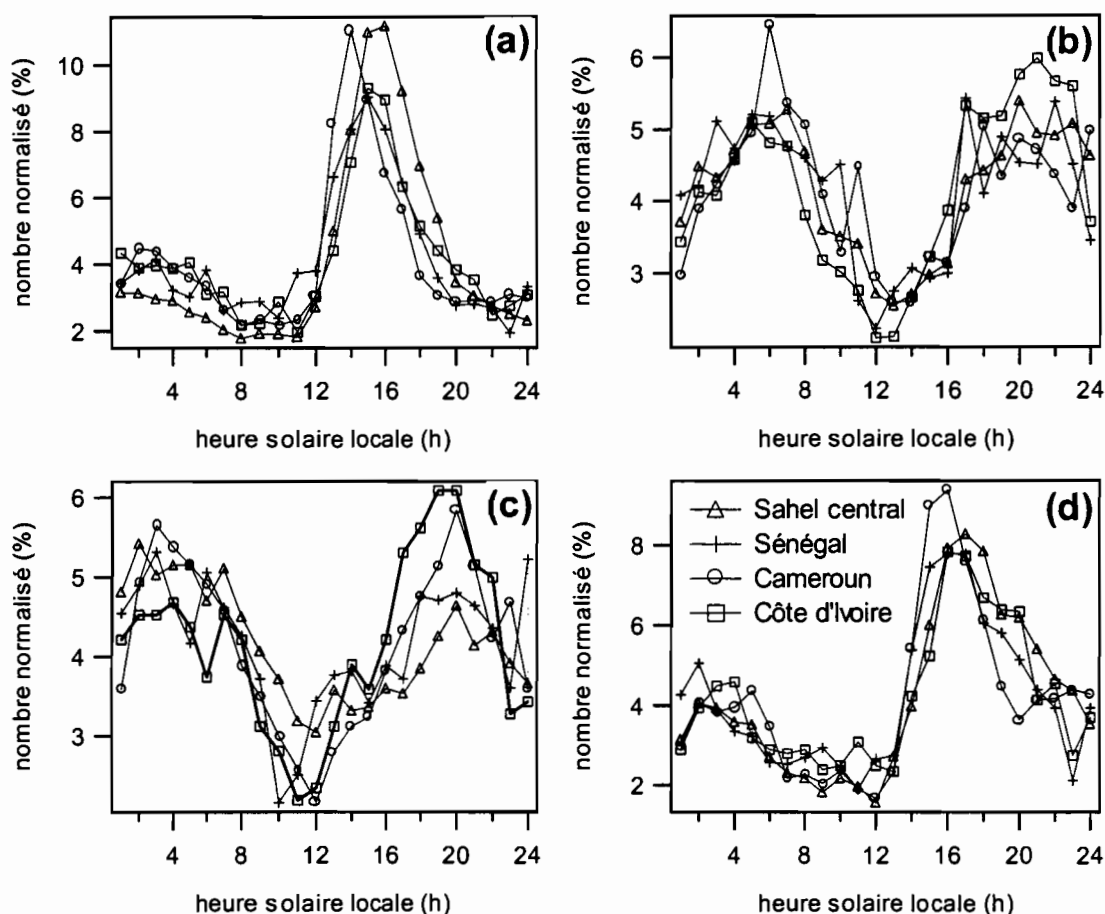 (a)
nombre normalisé (%)
10
8
6
4
2
4 8 12 16 20 24
heure solaire locale (h)
(b)
nombre normalisé (%)
6
5
4
3
4 8 12 16 20 24
heure solaire locale (h)
(c)
nombre normalisé (%)
6
5
4
3
4 8 12 16 20 24
heure solaire locale (h)
(d)
nombre normalisé (%)
8
6
4
2
Sahel central
Sénégal
Cameroun
Côte d'Ivoire
4 8 12 16 20 24
heure solaire locale (h)